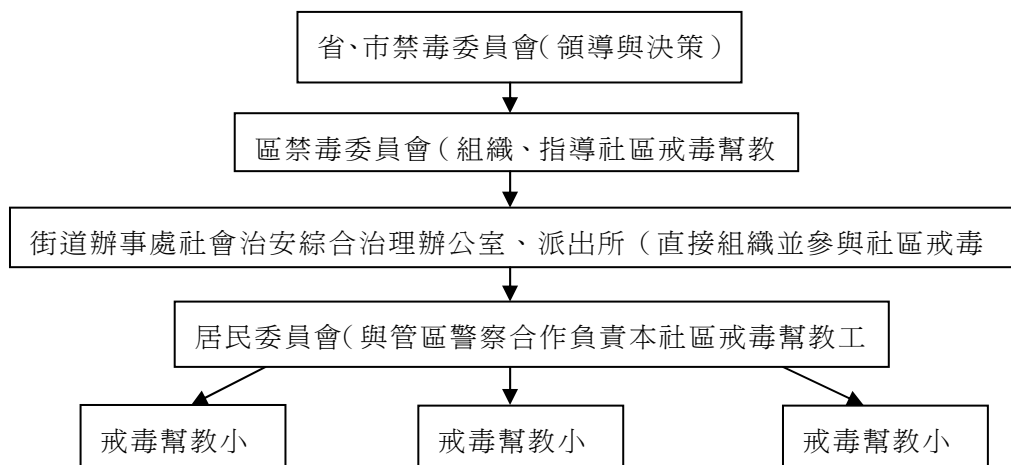 省、市禁毒委員會（領導與決策）
區禁毒委員會（組織、指導社區戒毒幫教
街道辦事處社會治安綜合治理辦公室、派出所（直接組織並參與社區戒毒
居民委員會（與管區警察合作負責本社區戒毒幫教工
戒毒幫教小
戒毒幫教小
戒毒幫教小